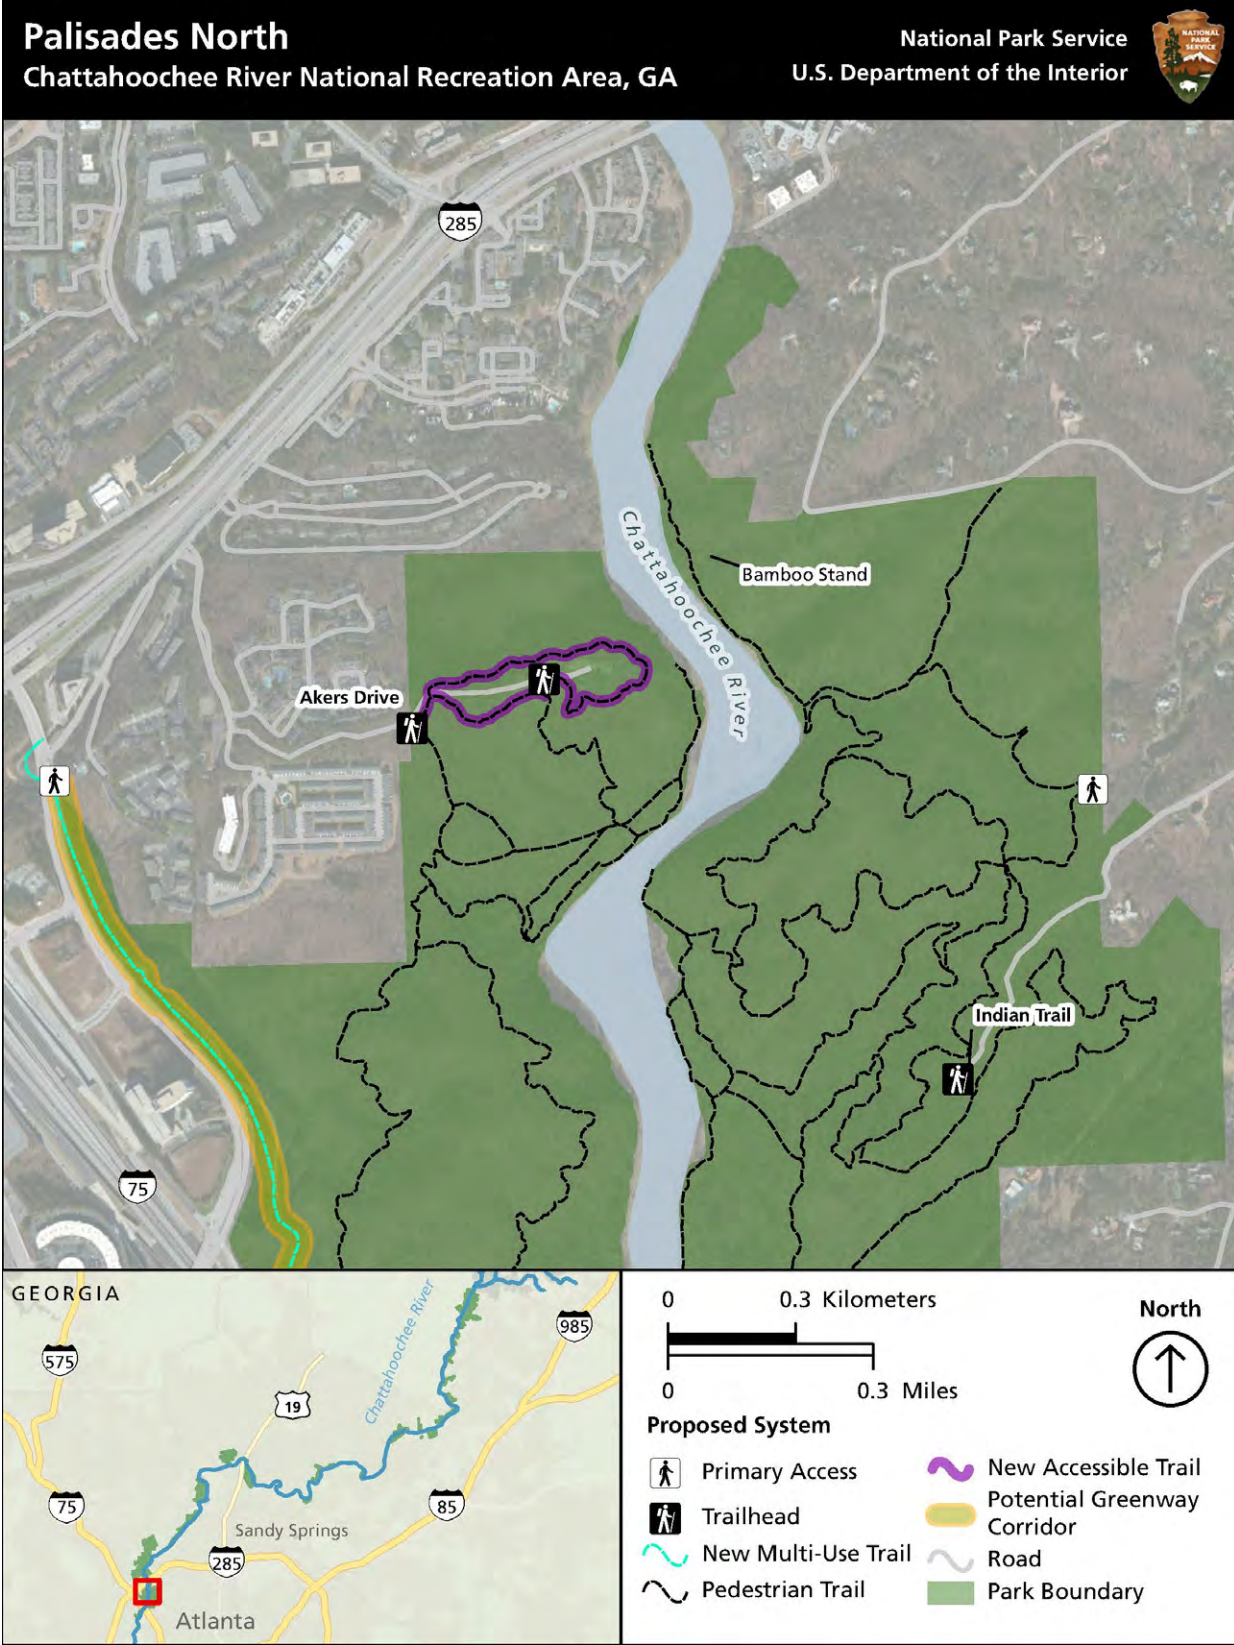 Palisades North
Chattahoochee River National Recreation Area, GA
National Park Service
U.S. Department of the Interior
NATIONAL
PARK
SERVICE
285
Chattahoochee River
Bamboo Stand
Akers Drive
Indian Trail
75
GEORGIA
575
19
985
Chattahoochee River
75
85
Sandy Springs
285
Atlanta
0 0.3 Kilometers
0 0.3 Miles
North
Proposed System
Primary Access
Trailhead
New Multi-Use Trail
Pedestrian Trail
New Accessible Trail
Potential Greenway
Corridor
Road
Park Boundary